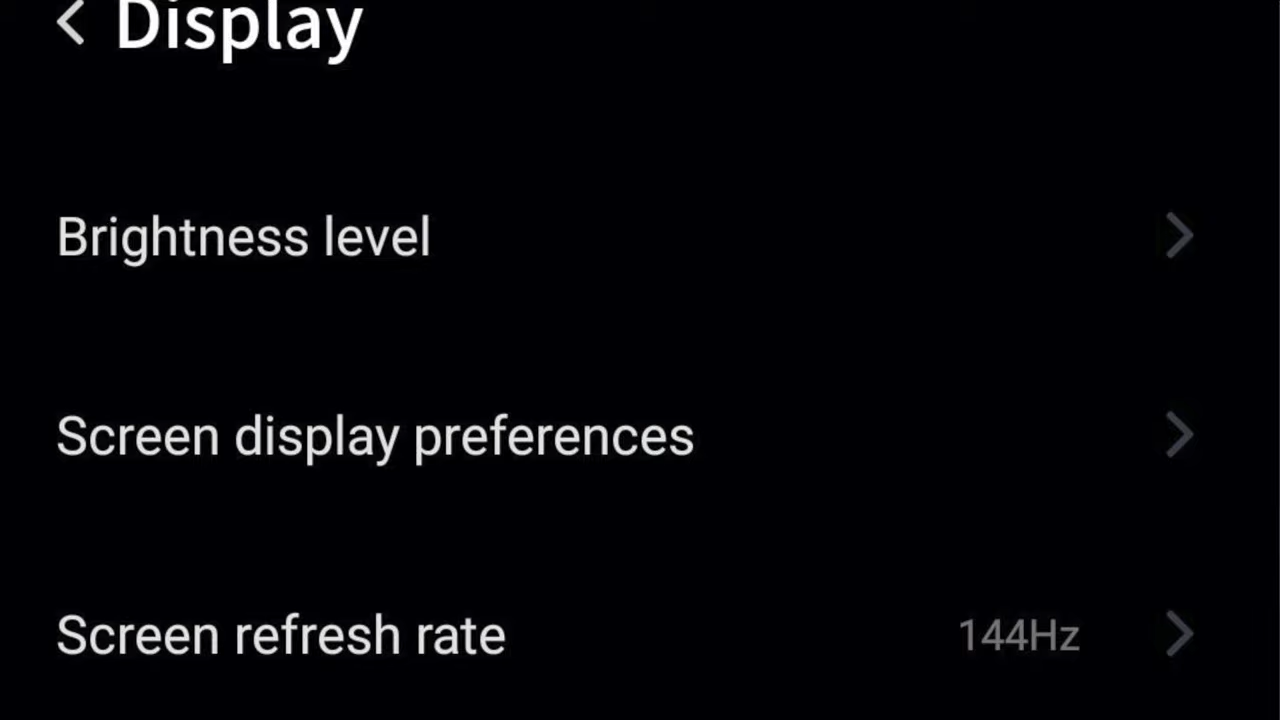 Display
Brightness level
Screen display preferences
Screen refresh rate 144Hz